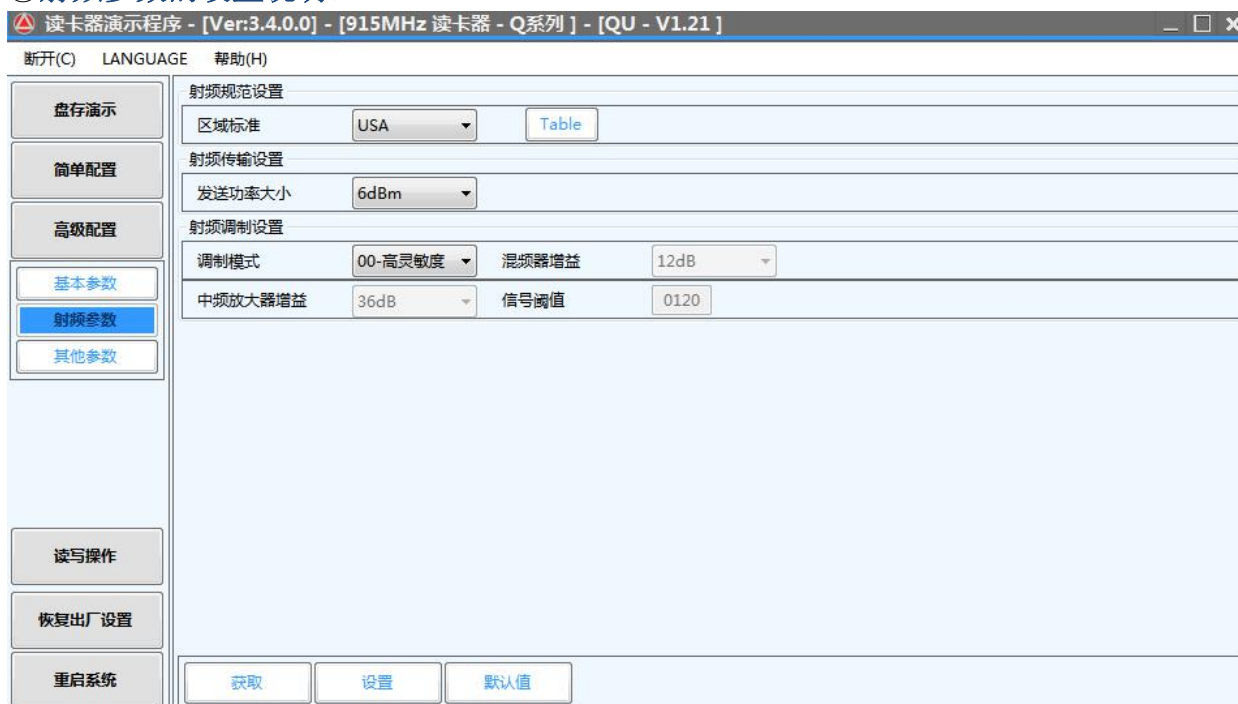 读卡器演示程序 - [Ver:3.4.0.0] - [915MHz 读卡器 - Q系列 ] - [QU - V1.21 ]
断开(C) LANGUAGE 帮助(H)
盘存演示
简单配置
高级配置
基本参数
射频参数
其他参数
读写操作
恢复出厂设置
重启系统
射频规范设置
区域标准 USA Table
射频传输设置
发送功率大小 6dBm
射频调制设置
调制模式 00-高灵敏度 混频器增益 12dB
中频放大器增益 36dB 信号阈值 0120
获取 设置 默认值